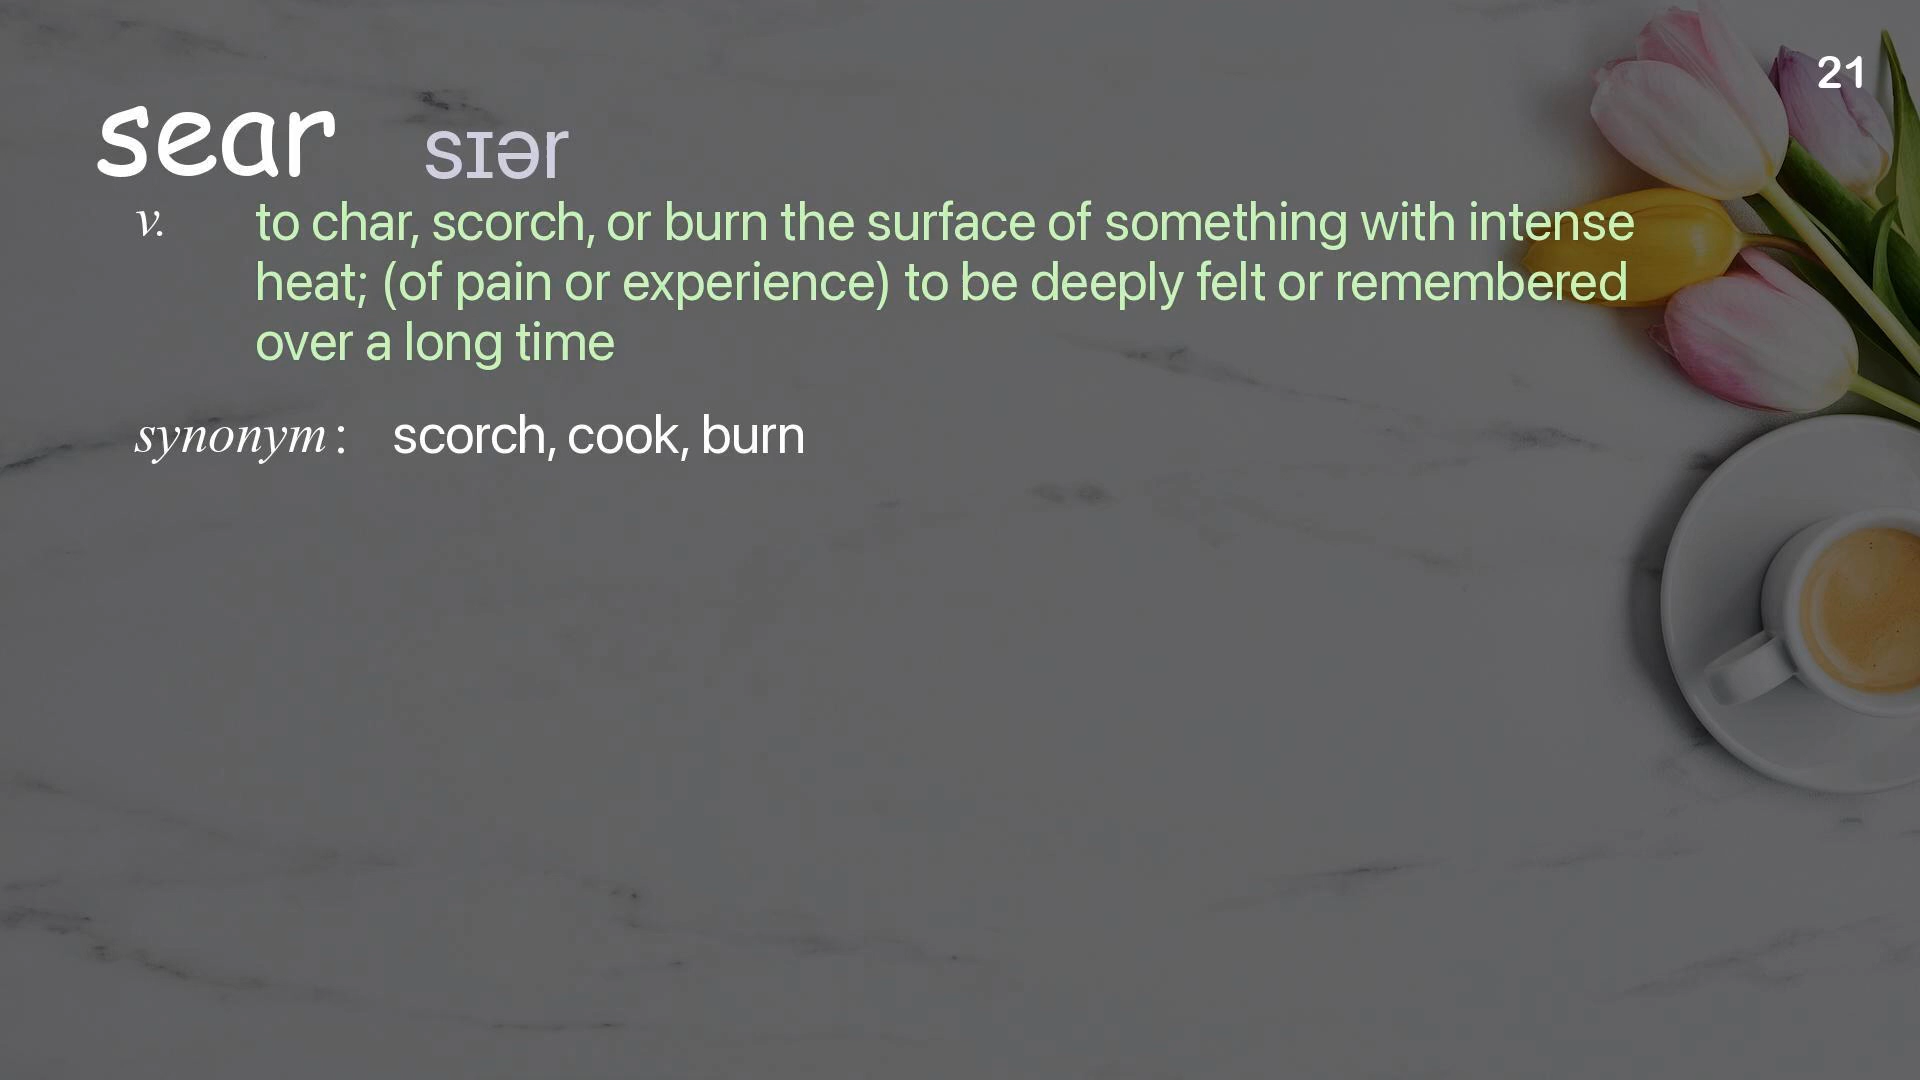 21
sear sɪər
v. to char, scorch, or burn the surface of something with intense
heat; (of pain or experience) to be deeply felt or remembered
over a long time
synonym: scorch, cook, burn